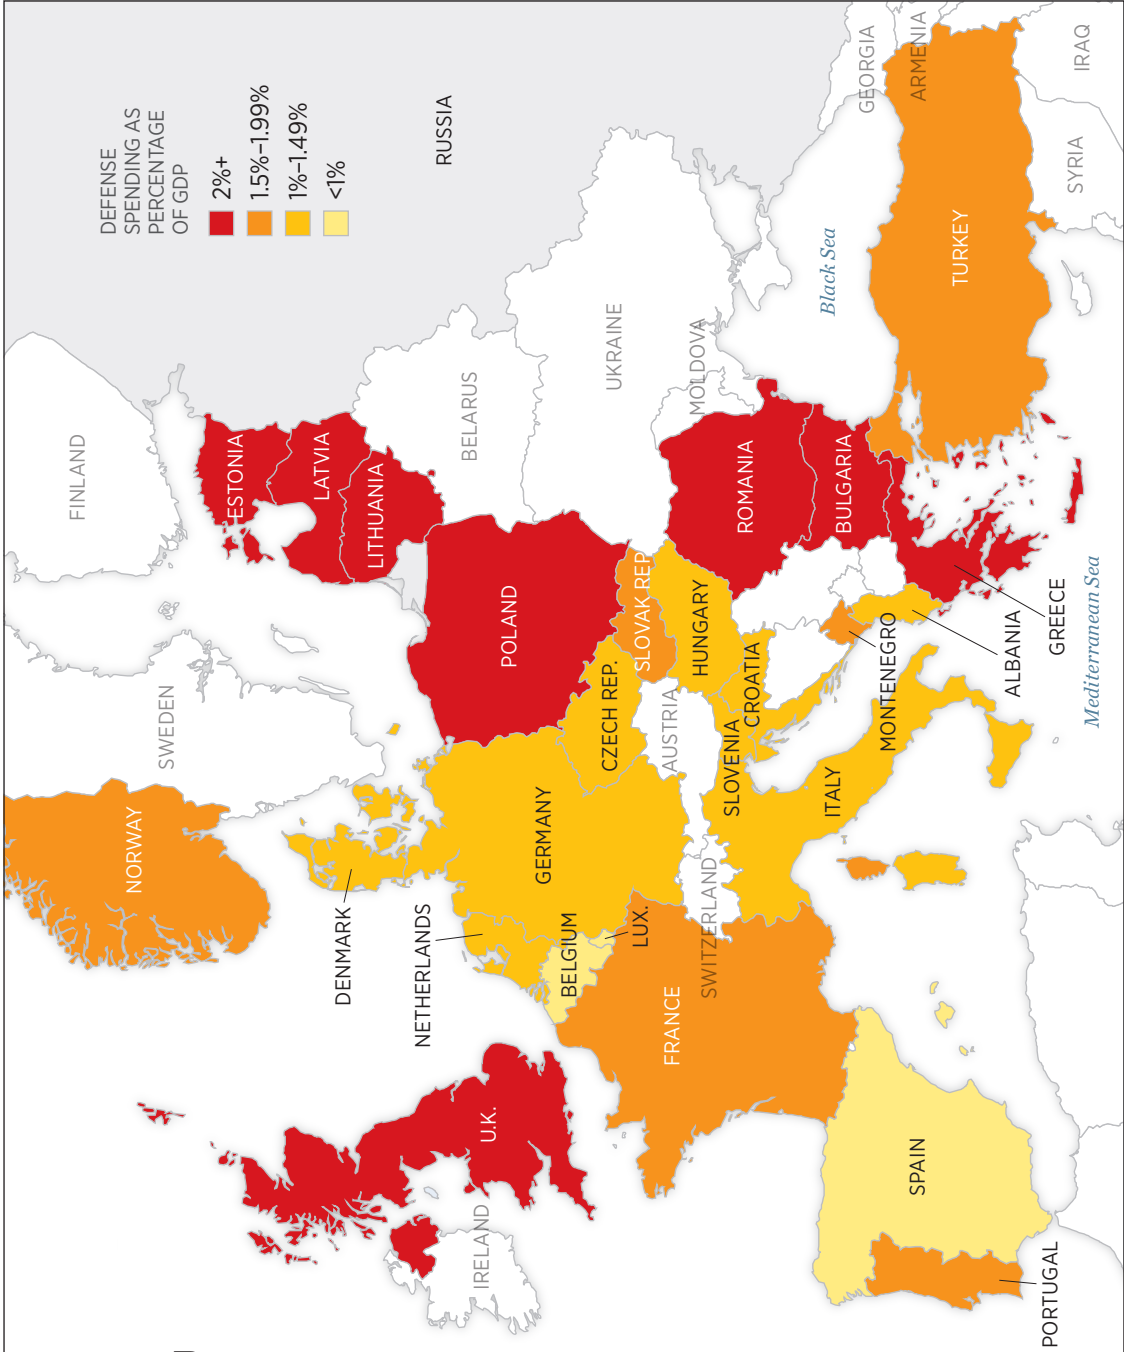 DEFENSE
SPENDING AS
PERCENTAGE
OF GDP
2%+
1.5%–1.99%
1%–1.49%
<1%
FINLAND
NORWAY
SWEDEN
RUSSIA
ESTONIA
LATVIA
LITHUANIA
DENMARK
BELARUS
NETHERLANDS
IRELAND
U.K.
POLAND
GERMANY
BELGIUM
LUX.
CZECH REP.
UKRAINE
SLOVAK REP.
FRANCE
SWITZERLAND
AUSTRIA
HUNGARY
MOLDOVA
SLOVENIA
CROATIA
ROMANIA
ITALY
Black Sea
GEORGIA
BULGARIA
MONTENEGRO
ARMENIA
SPAIN
TURKEY
ALBANIA
GREECE
PORTUGAL
Mediterranean Sea
SYRIA
IRAQ